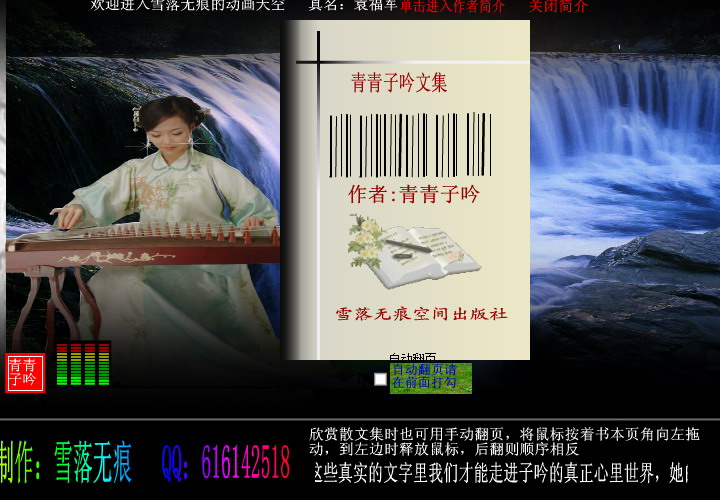 欢迎进入雪落无痕的动画天空 真名：袁福军 单击进入作者简介 关闭简介
青青子吟文集
作者:青青子吟
雪落无痕空间出版社
青青
子吟
自动翻页
自动翻页请
在前面打勾
制作：雪落无痕 QQ：616142518
欣赏散文集时也可用手动翻页，将鼠标按着书本页角向左拖
动，到左边时释放鼠标，后翻则顺序相反
这些真实的文字里我们才能走进子吟的真正心里世界，她